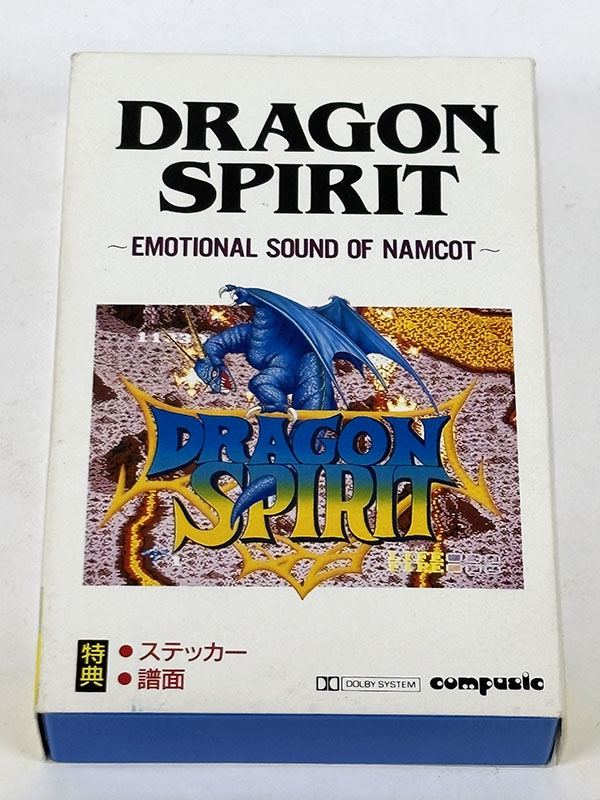 DRAGON
SPIRIT
~EMOTIONAL SOUND OF NAMCOT~
DRAGON
SPIRIT
1
特典
●ステッカー
●譜面
DOLBY SYSTEM
compusic